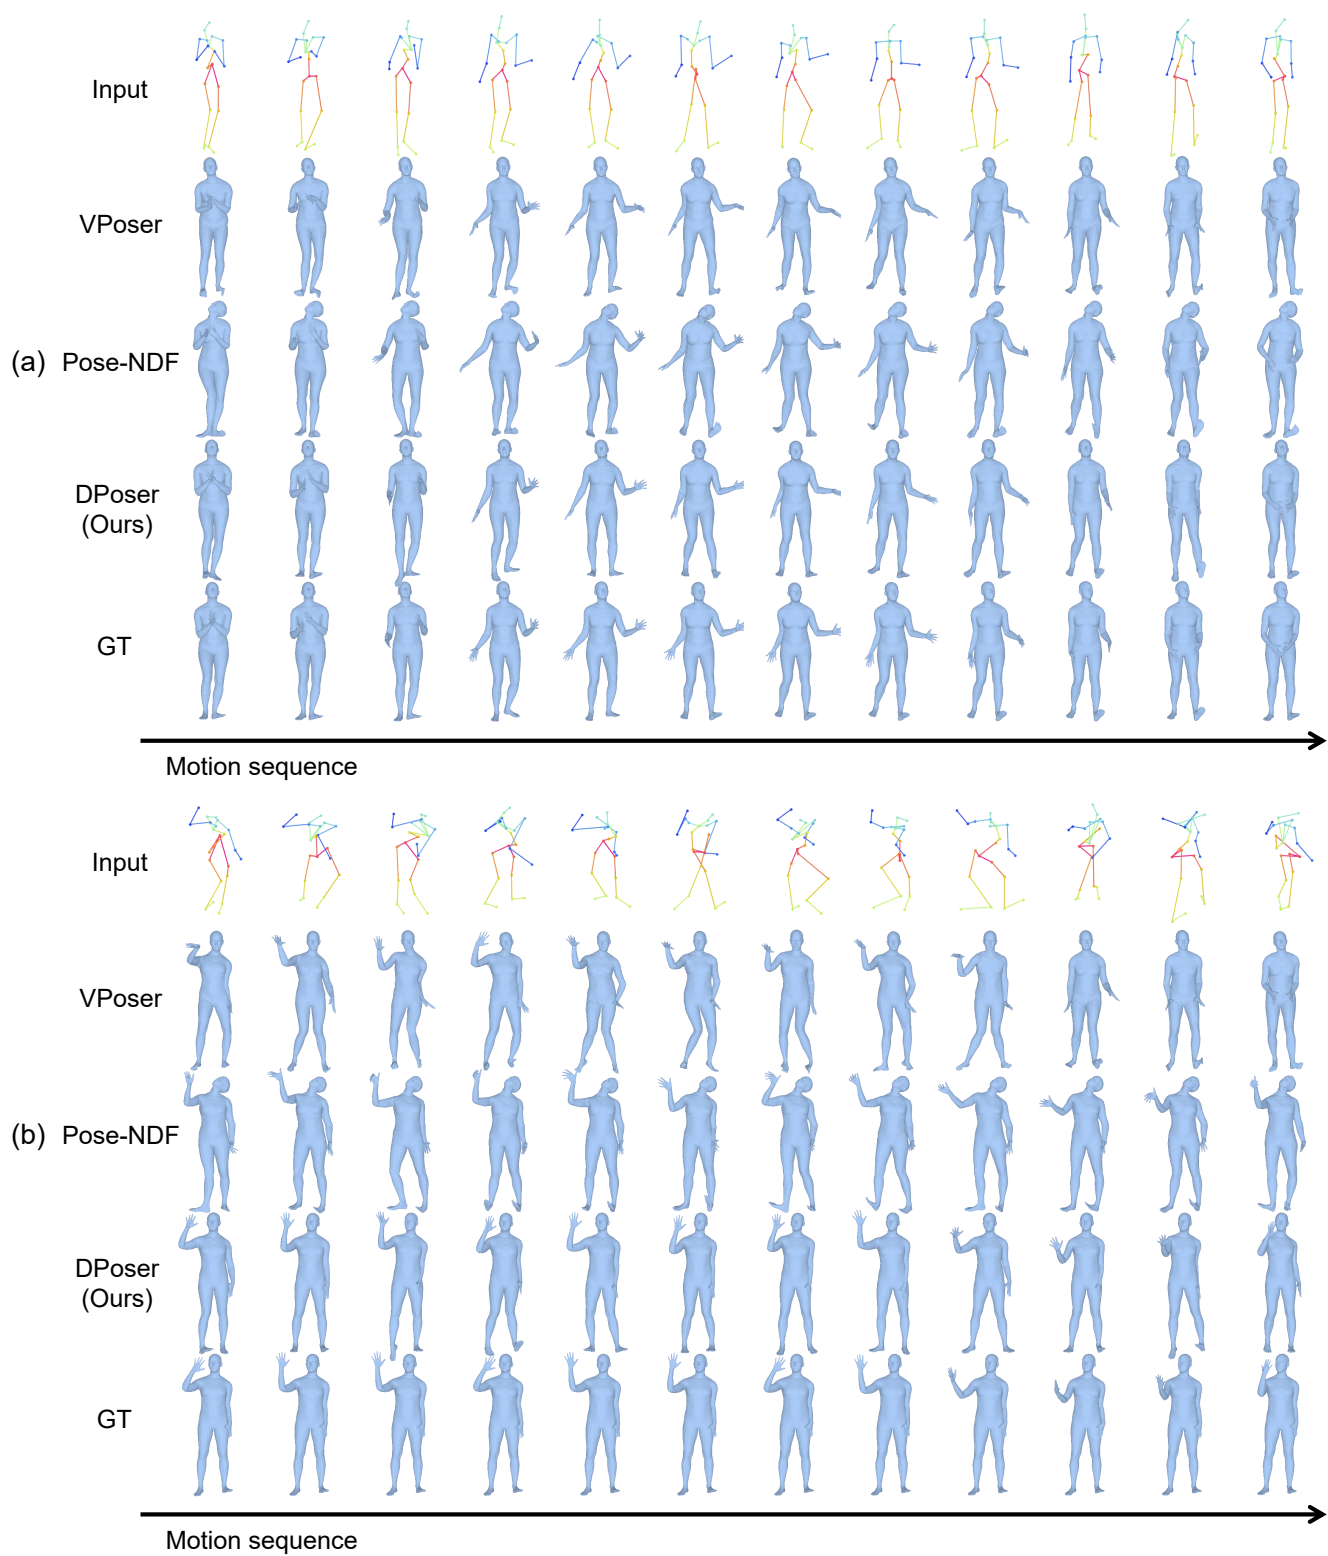 Input
VPoser
(a) Pose-NDF
DPoser
(Ours)
GT
Motion sequence
Input
VPoser
(b) Pose-NDF
DPoser
(Ours)
GT
Motion sequence